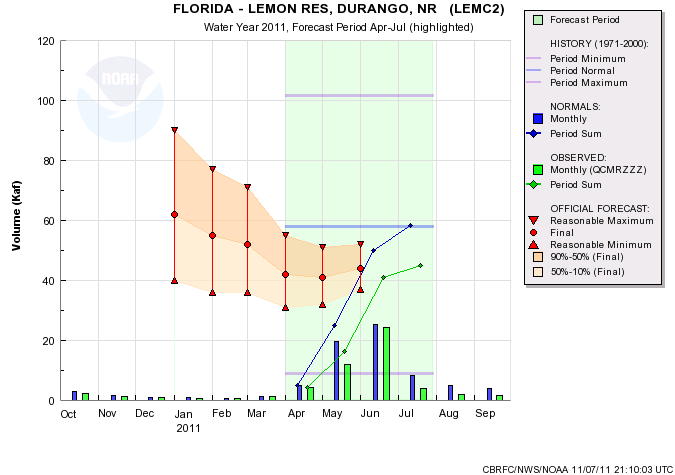 FLORIDA - LEMON RES, DURANGO, NR (LEMC2)
Water Year 2011, Forecast Period Apr-Jul (highlighted)
NOAA
Volume (Kaf)
120
100
80
60
40
20
0
Oct Nov Dec Jan Feb Mar Apr May Jun Jul Aug Sep
2011
Forecast Period
HISTORY (1971-2000):
Period Minimum
Period Normal
Period Maximum
NORMALS:
Monthly
Period Sum
OBSERVED:
Monthly (QCMRZZZ)
Period Sum
OFFICIAL FORECAST:
Reasonable Maximum
Final
Reasonable Minimum
90%-50% (Final)
50%-10% (Final)
CBRFC/NWS/NOAA 11/07/11 21:10:03 UTC